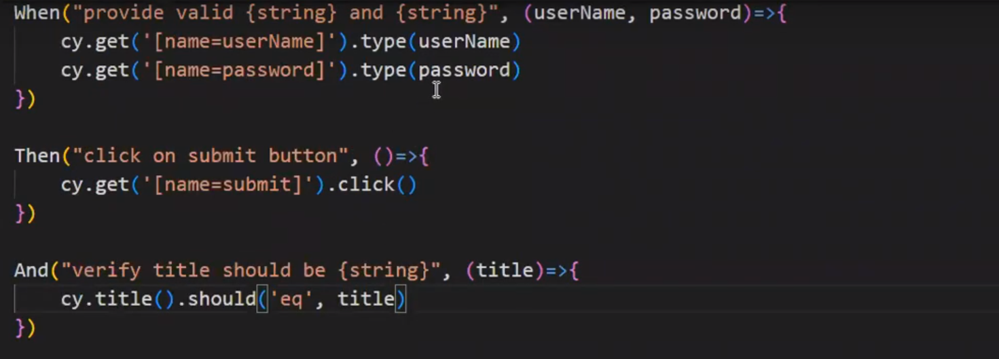 When("provide valid {string} and {string}", (userName, password)=>{
    cy.get('[name=userName]').type(userName)
    cy.get('[name=password]').type(password)
})

Then("click on submit button", ()=>{
    cy.get('[name=submit]').click()
})

And("verify title should be {string}", (title)=>{
    cy.title().should('eq', title)
})